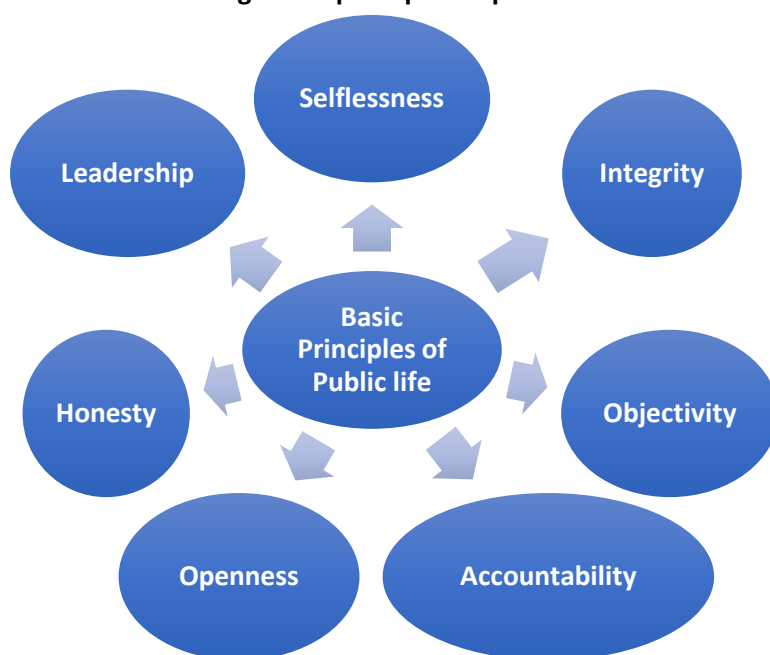 Selflessness
Leadership
Integrity
Basic
Principles of
Public life
Honesty
Objectivity
Openness
Accountability